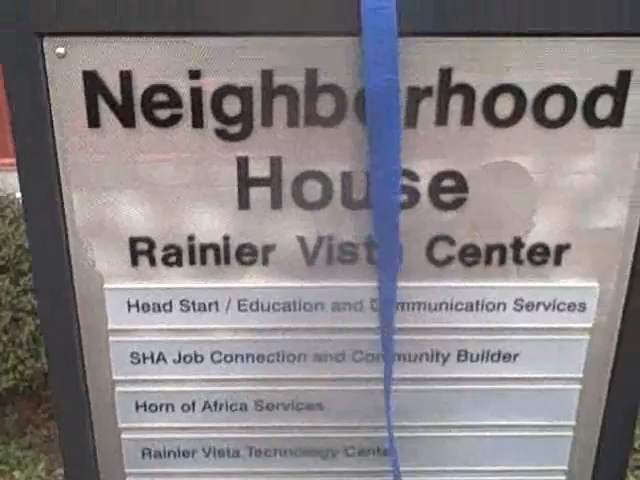 Neighborhood
House
Rainier Vista Center
Head Start / Education and Communication Services
SHA Job Connection and Community Builder
Horn of Africa Services
Rainier Vista Technology Center